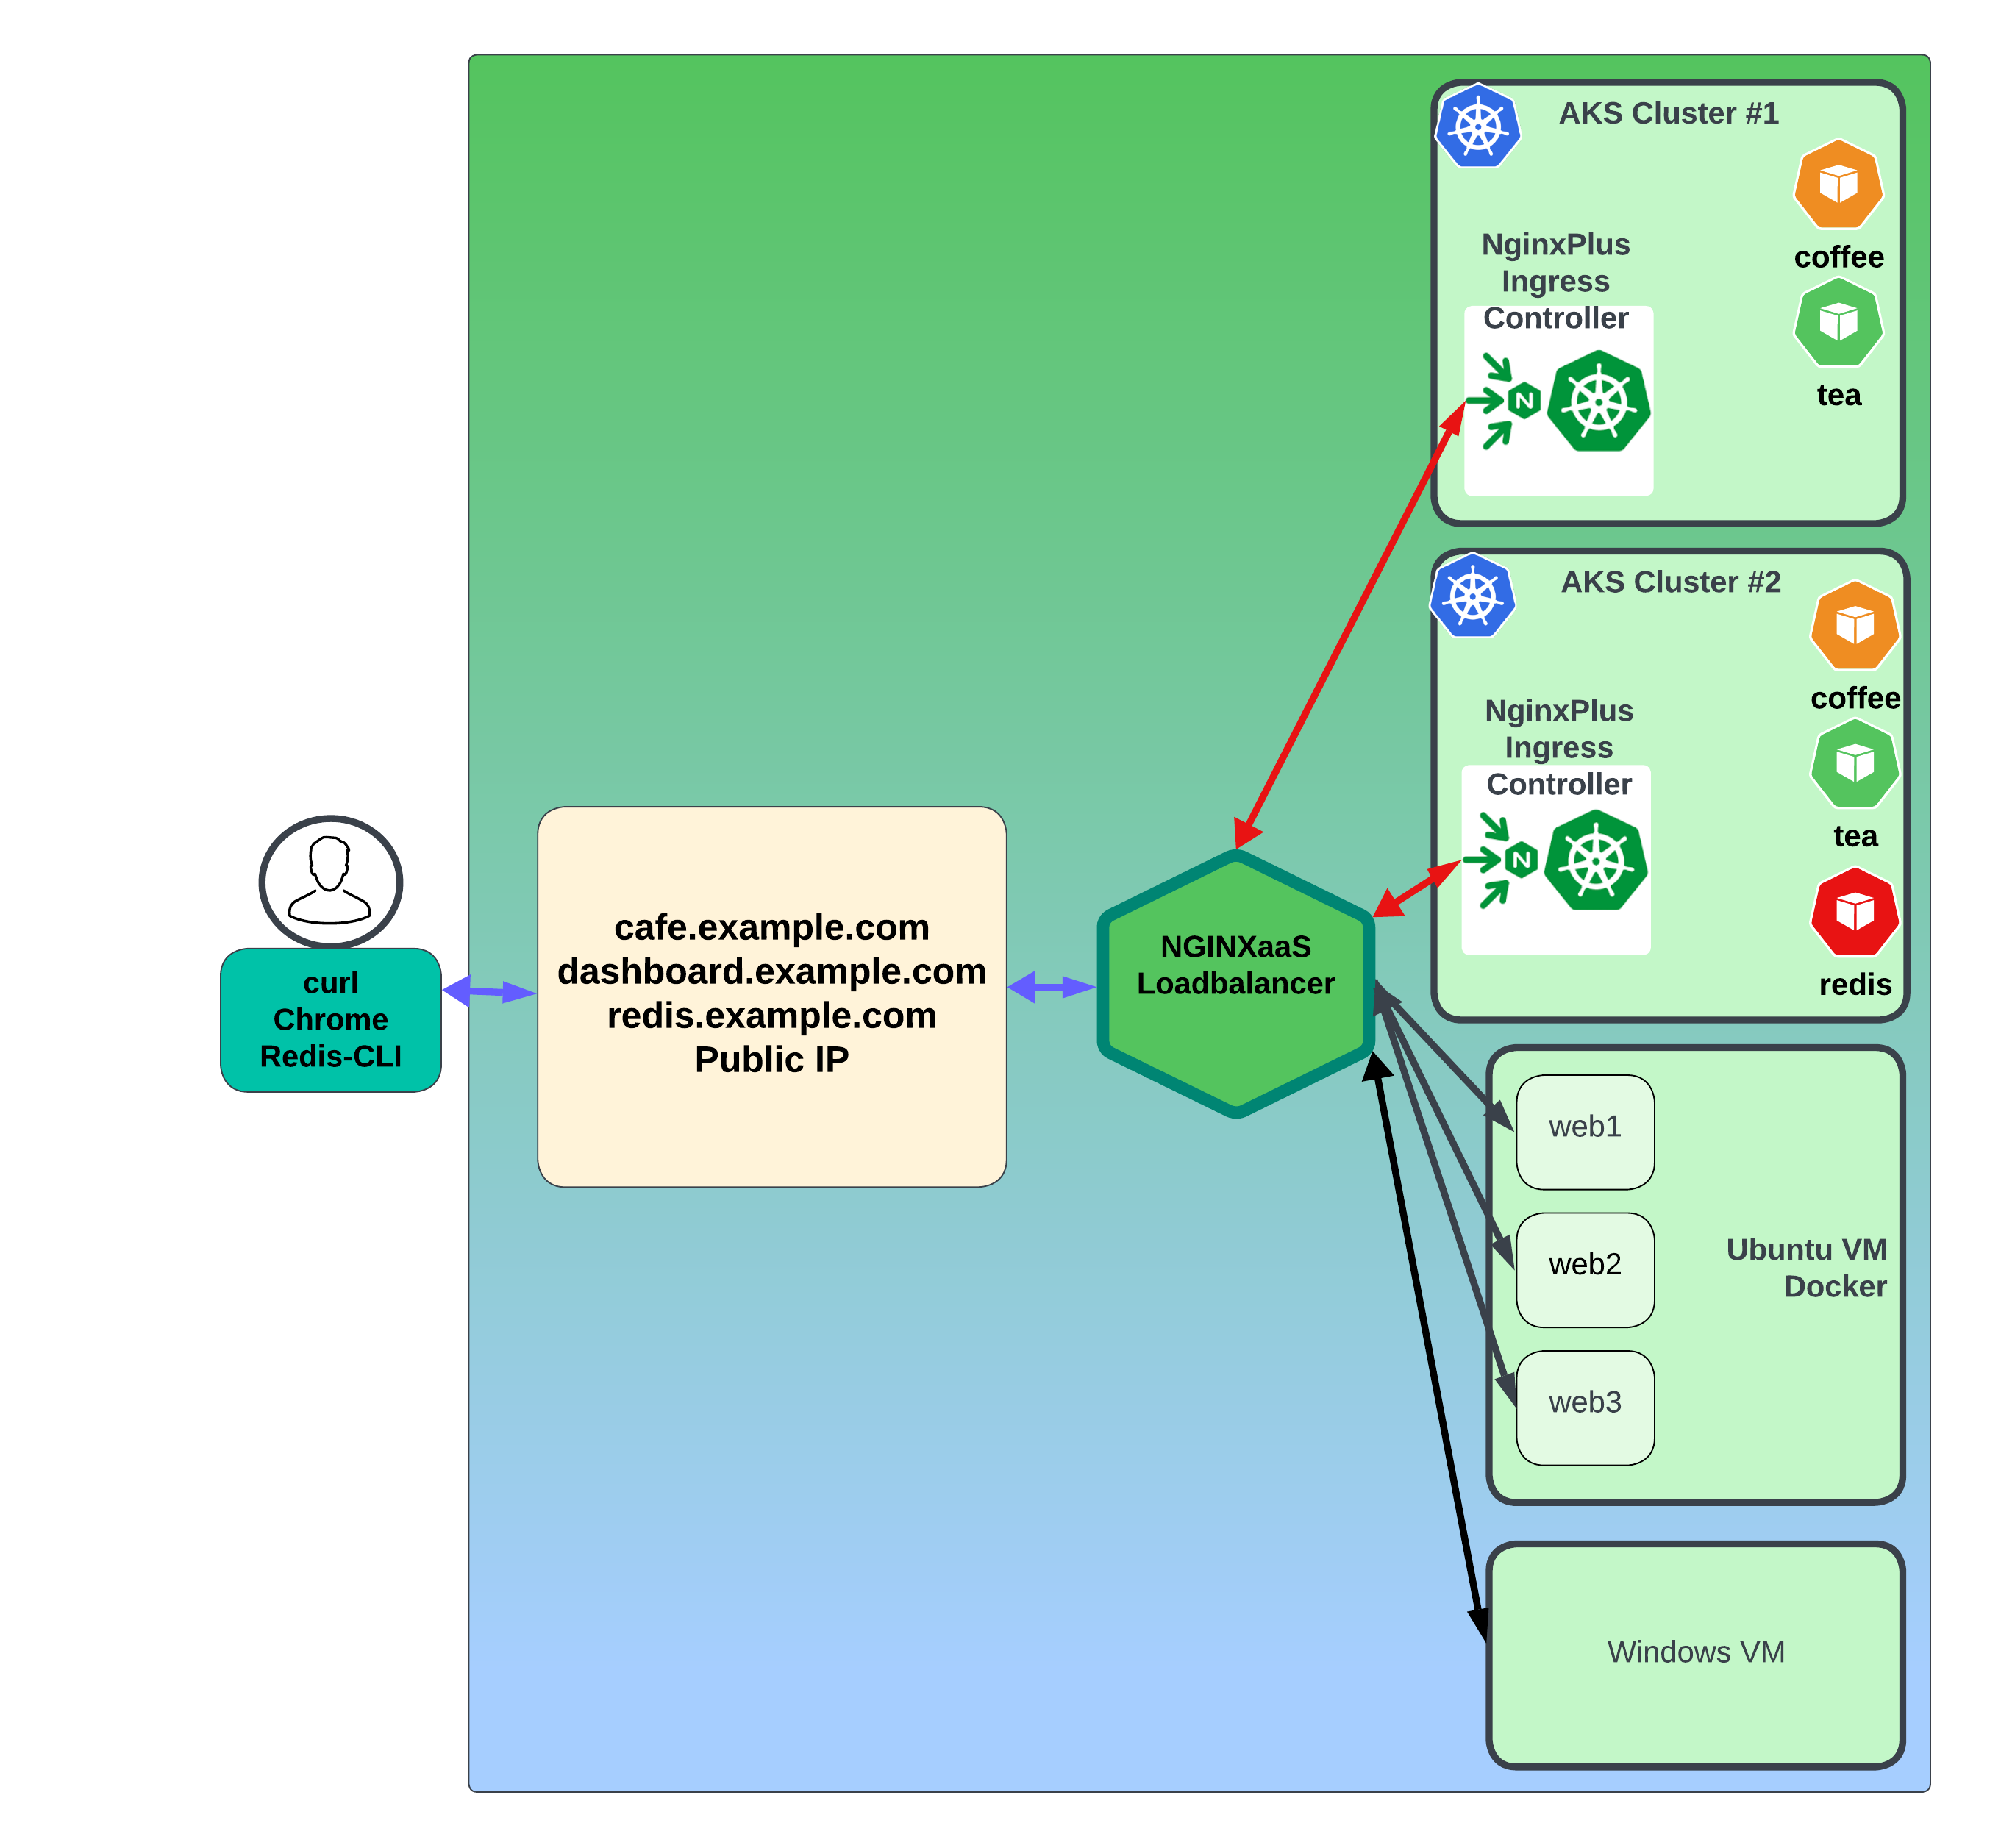 AKS Cluster #1
coffee
NginxPlus
Ingress
Controller
N
tea
AKS Cluster #2
coffee
NginxPlus
Ingress
Controller
N
tea
redis
curl
Chrome
Redis-CLI
cafe.example.com
dashboard.example.com
redis.example.com
Public IP
NGINXaaS
Loadbalancer
web1
web2
web3
Ubuntu VM
Docker
Windows VM